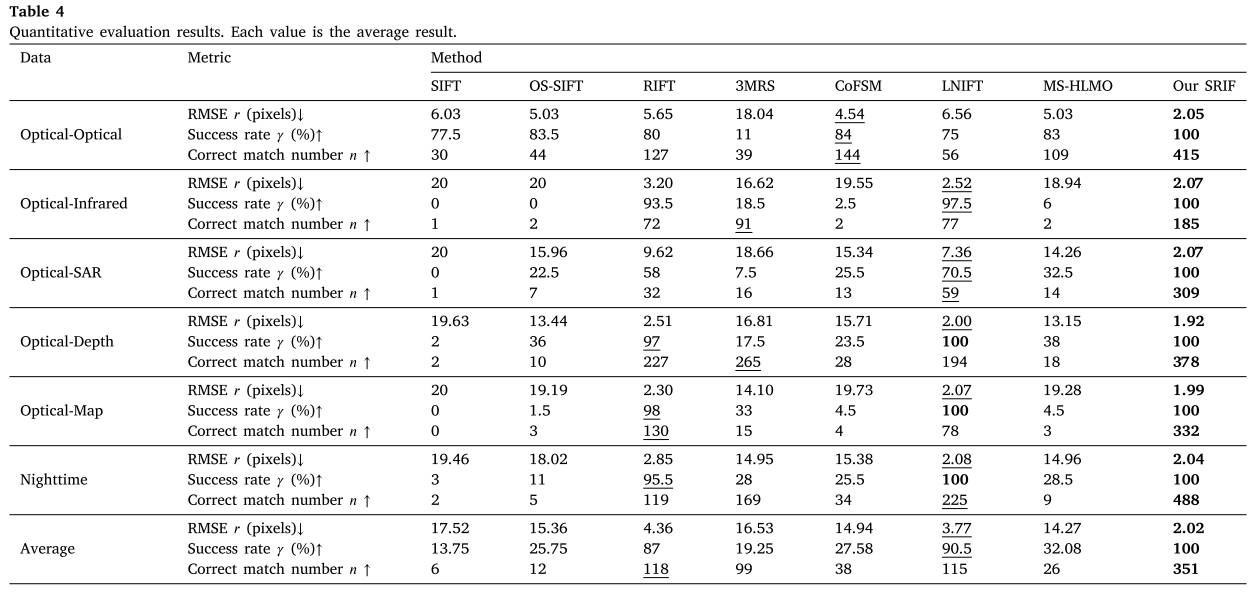 Table 4
Quantitative evaluation results. Each value is the average result.
Data Metric Method
SIFT OS-SIFT RIFT 3MRS CoFSM LNIFT MS-HLMO Our SRIF
RMSE r (pixels)↓ 6.03 5.03 5.65 18.04 4.54 6.56 5.03 2.05
Optical-Optical Success rate γ (%)↑ 77.5 83.5 80 11 84 75 83 100
Correct match number n ↑ 30 44 127 39 144 56 109 415
RMSE r (pixels)↓ 20 20 3.20 16.62 19.55 2.52 18.94 2.07
Optical-Infrared Success rate γ (%)↑ 0 0 93.5 18.5 2.5 97.5 6 100
Correct match number n ↑ 1 2 72 91 2 77 2 185
RMSE r (pixels)↓ 20 15.96 9.62 18.66 15.34 7.36 14.26 2.07
Optical-SAR Success rate γ (%)↑ 0 22.5 58 7.5 25.5 70.5 32.5 100
Correct match number n ↑ 1 7 32 16 13 59 14 309
RMSE r (pixels)↓ 19.63 13.44 2.51 16.81 15.71 2.00 13.15 1.92
Optical-Depth Success rate γ (%)↑ 2 36 97 17.5 23.5 100 38 100
Correct match number n ↑ 2 10 227 265 28 194 18 378
RMSE r (pixels)↓ 20 19.19 2.30 14.10 19.73 2.07 19.28 1.99
Optical-Map Success rate γ (%)↑ 0 1.5 98 33 4.5 100 4.5 100
Correct match number n ↑ 0 3 130 15 4 78 3 332
RMSE r (pixels)↓ 19.46 18.02 2.85 14.95 15.38 2.08 14.96 2.04
Nighttime Success rate γ (%)↑ 3 11 95.5 28 25.5 100 28.5 100
Correct match number n ↑ 2 5 119 169 34 225 9 488
RMSE r (pixels)↓ 17.52 15.36 4.36 16.53 14.94 3.77 14.27 2.02
Average Success rate γ (%)↑ 13.75 25.75 87 19.25 27.58 90.5 32.08 100
Correct match number n ↑ 6 12 118 99 38 115 26 351